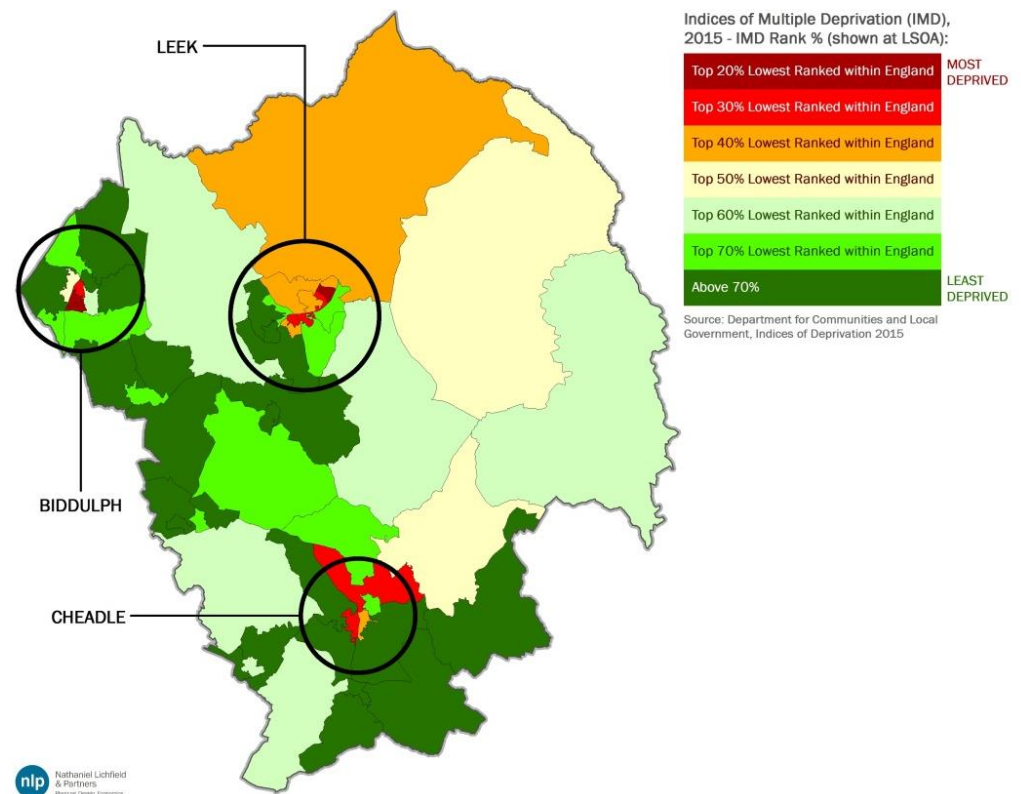 LEEK
Indices of Multiple Deprivation (IMD),
2015 - IMD Rank % (shown at LSOA):
Top 20% Lowest Ranked within England
MOST
DEPRIVED
Top 30% Lowest Ranked within England
Top 40% Lowest Ranked within England
Top 50% Lowest Ranked within England
Top 60% Lowest Ranked within England
Top 70% Lowest Ranked within England
Above 70%
LEAST
DEPRIVED
Source: Department for Communities and Local
Government, Indices of Deprivation 2015
BIDDULPH
CHEADLE
nlp
Nathaniel Lichfield
& Partners